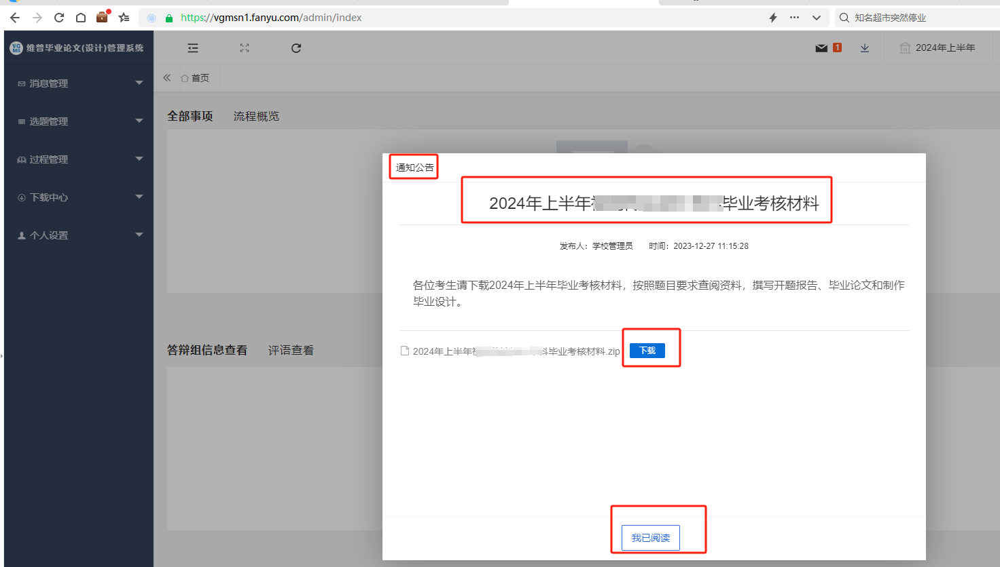 https://vgmsn1.fanyu.com/admin/index
知名超市突然停业
VG MS
维普毕业论文(设计)管理系统
1
2024年上半年
消息管理
首页
选题管理
全部事项 流程概览
过程管理
下载中心
个人设置
通知公告
2024年上半年 毕业考核材料
发布人：学校管理员 时间：2023-12-27 11:15:28
各位考生请下载2024年上半年毕业考核材料，按照题目要求查阅资料，撰写开题报告、毕业论文和制作
毕业设计。
答辩组信息查看 评语查看
2024年上半年 毕业考核材料.zip 下载
我已阅读